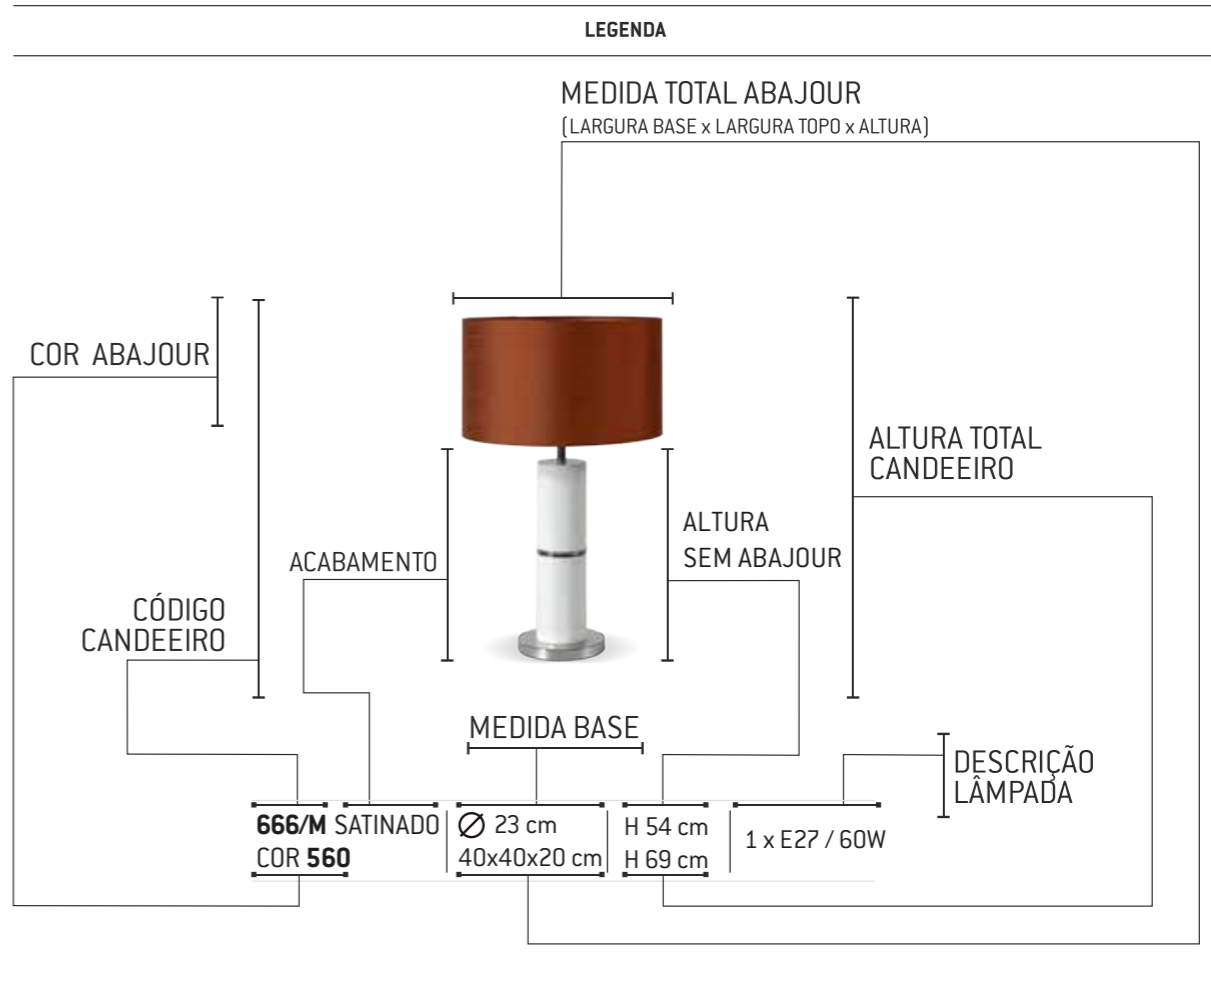 LEGENDA
MEDIDA TOTAL ABAJOUR
(LARGURA BASE x LARGURA TOPO x ALTURA)
COR ABAJOUR
ALTURA TOTAL
CANDEEIRO
ALTURA
SEM ABAJOUR
ACABAMENTO
CÓDIGO
CANDEEIRO
MEDIDA BASE
DESCRIÇÃO
LÂMPADA
666/M SATINADO
COR 560
Ø 23 cm
40x40x20 cm
H 54 cm
H 69 cm
1 x E27 / 60W